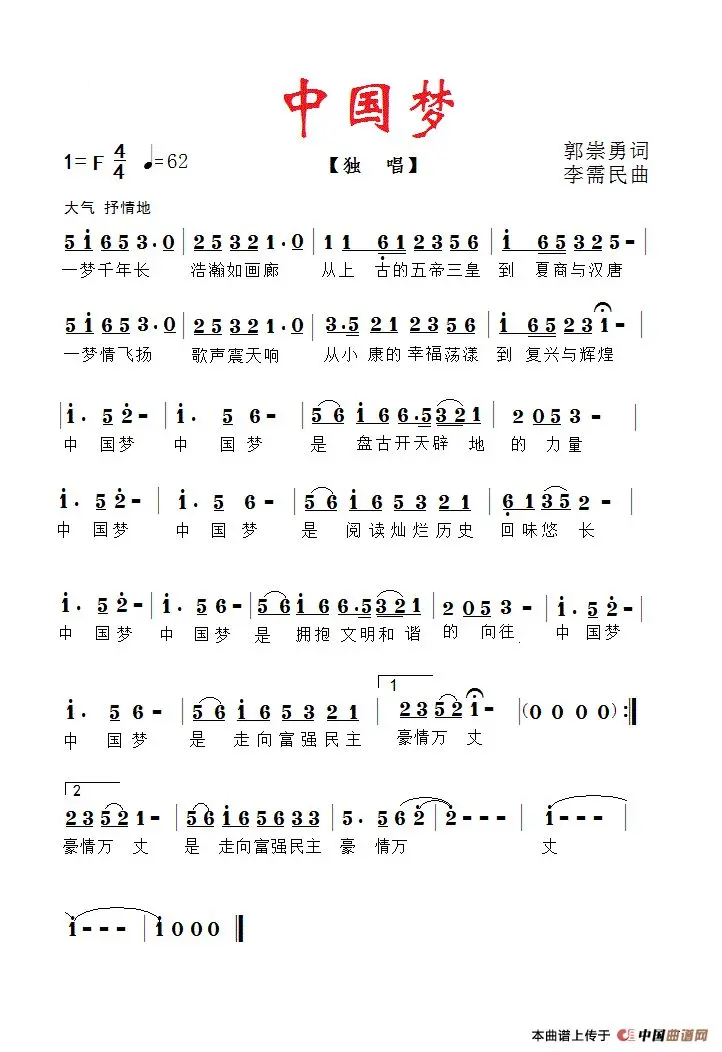 中国梦
1= F 4/4 ♩=62 【独 唱】 郭崇勇词
李需民曲
大气 抒情地
5 i 6 5 3·0 | 2 5 3 2 1·0 | 1 1 6 1 2 3 5 6 | i· 6 5 3 2 5 - |
一梦千年长 浩瀚如画廊 从上 古的五帝三皇 到 夏商与汉唐
5 i 6 5 3·0 | 2 5 3 2 1·0 | 3·5 2 1 2 3 5 6 | i 6 5 2 3 i - |
一梦情飞扬 歌声震天响 从小 康的 幸福荡漾 到 复兴与辉煌
| i· 5 2 - | i· 5 6 - | 5 6 i 6 6·5 3 2 1 | 2 0 5 3 - |
中 国梦 中 国梦 是 盘古开天辟 地 的 力量
i· 5 2 - | i· 5 6 - | 5 6 i 6 5 3 2 1 | 6 1 3 5 2 - |
中 国梦 中 国梦 是 阅读灿烂历史 回味悠 长
i· 5 2 - | i· 5 6 - | 5 6 i 6 6·5 3 2 1 | 2 0 5 3 - | i· 5 2 - |
中 国梦 中 国梦 是 拥抱 文明和 谐 的 向往 中 国梦
1
i· 5 6 - | 5 6 i 6 5 3 2 1 | 2 3 5 2 i - | (0 0 0 0) :‖
中 国梦 是 走向富强民主 豪情万 丈
2
2 3 5 2 1 - | 5 6 i 6 5 6 3 3 | 5· 5 6 2 | 2 - - - | i - - - |
豪情万 丈 是 走向富强民主 豪 情万 丈
i - - - | i 0 0 0 ‖
本曲谱上传于 中国曲谱网